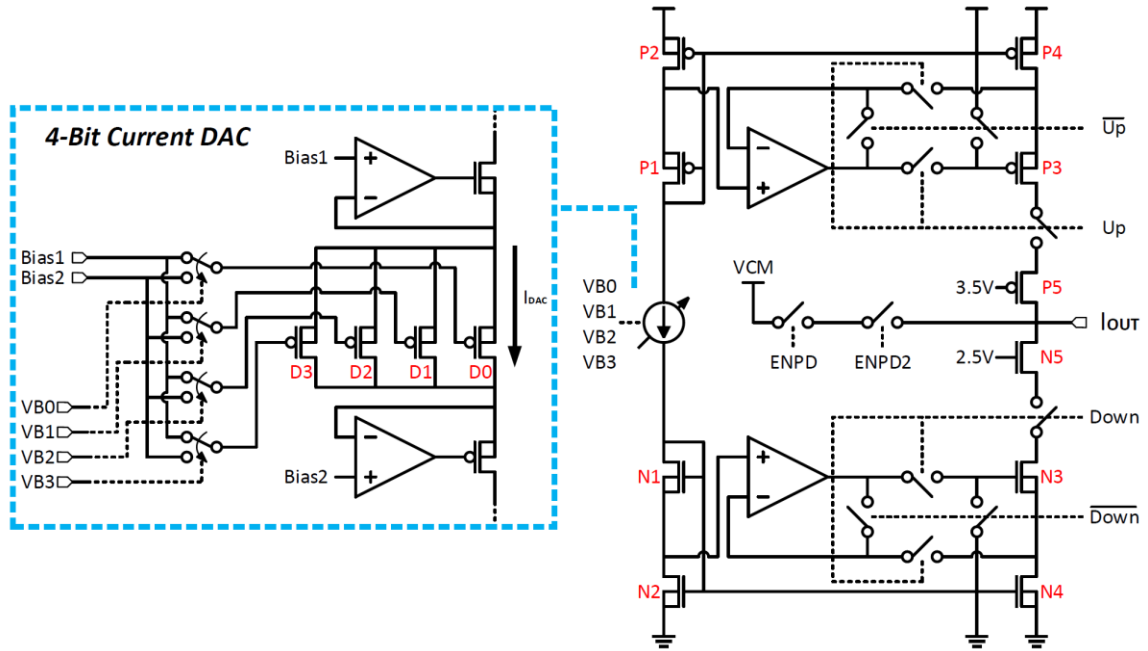 4-Bit Current DAC
Bias1
+
-
IDAC
Bias1
Bias2
D3 D2 D1 D0
VB0
VB1
VB2
VB3
Bias2
-
+
P2
P4
P1
-
+
P3
Up
Up
VB0
VB1
VB2
VB3
VCM
ENPD
ENPD2
3.5V
P5
IOUT
2.5V
N5
Down
N1
+
-
N3
Down
N2
N4